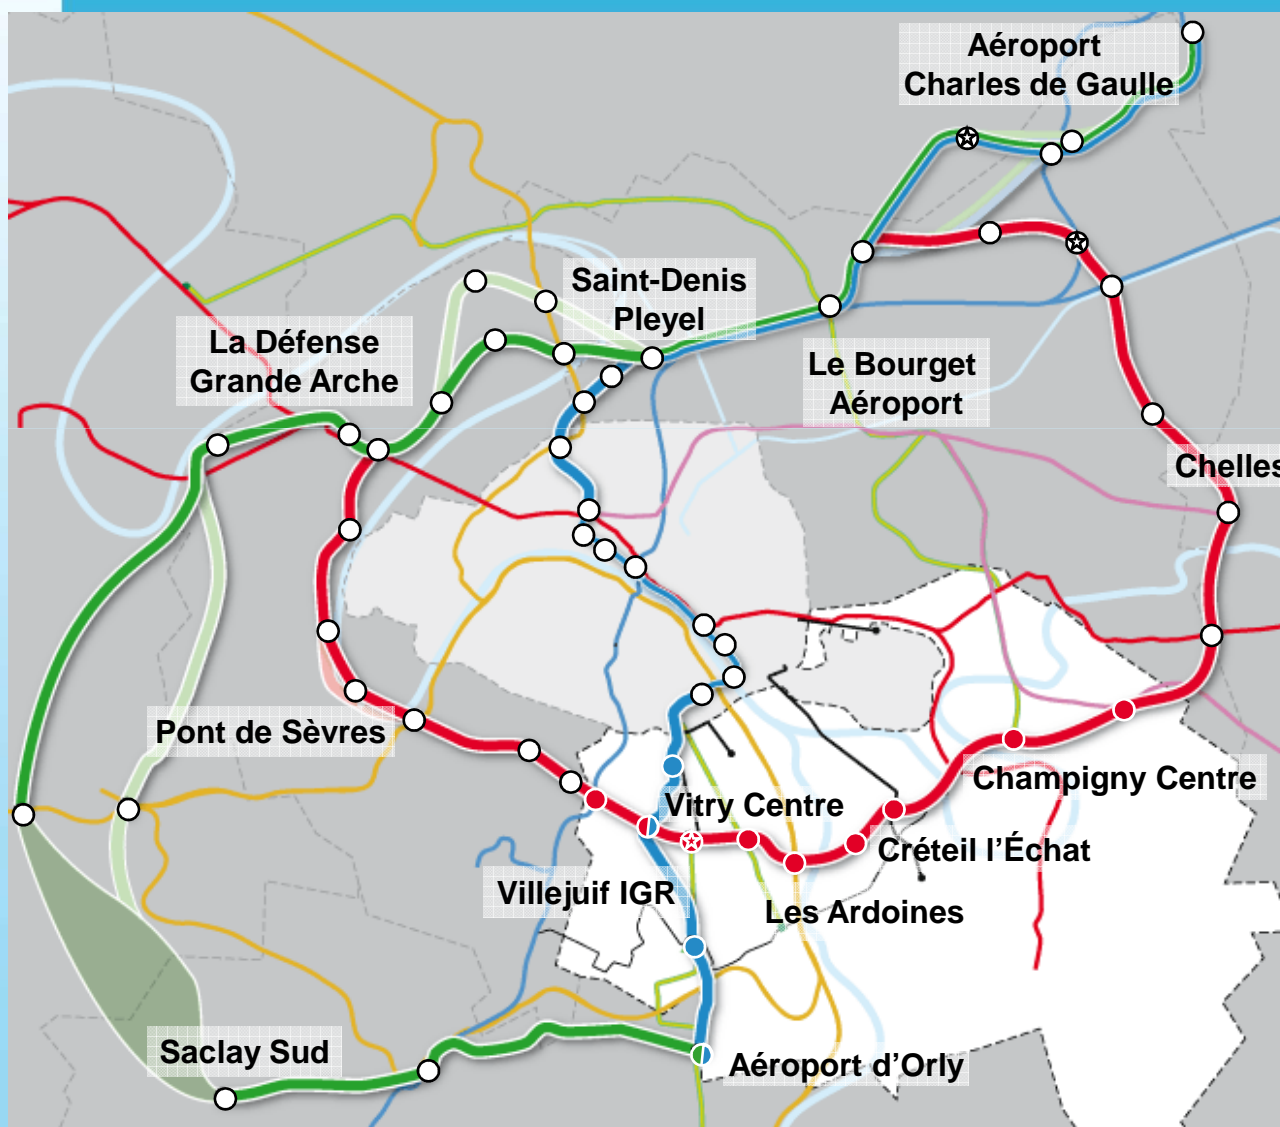 Aéroport
Charles de Gaulle
Saint-Denis
Pleyel
La Défense
Grande Arche
Le Bourget
Aéroport
Chelles
Pont de Sèvres
Champigny Centre
Vitry Centre
Créteil l’Échat
Villejuif IGR
Les Ardoines
Saclay Sud
Aéroport d’Orly